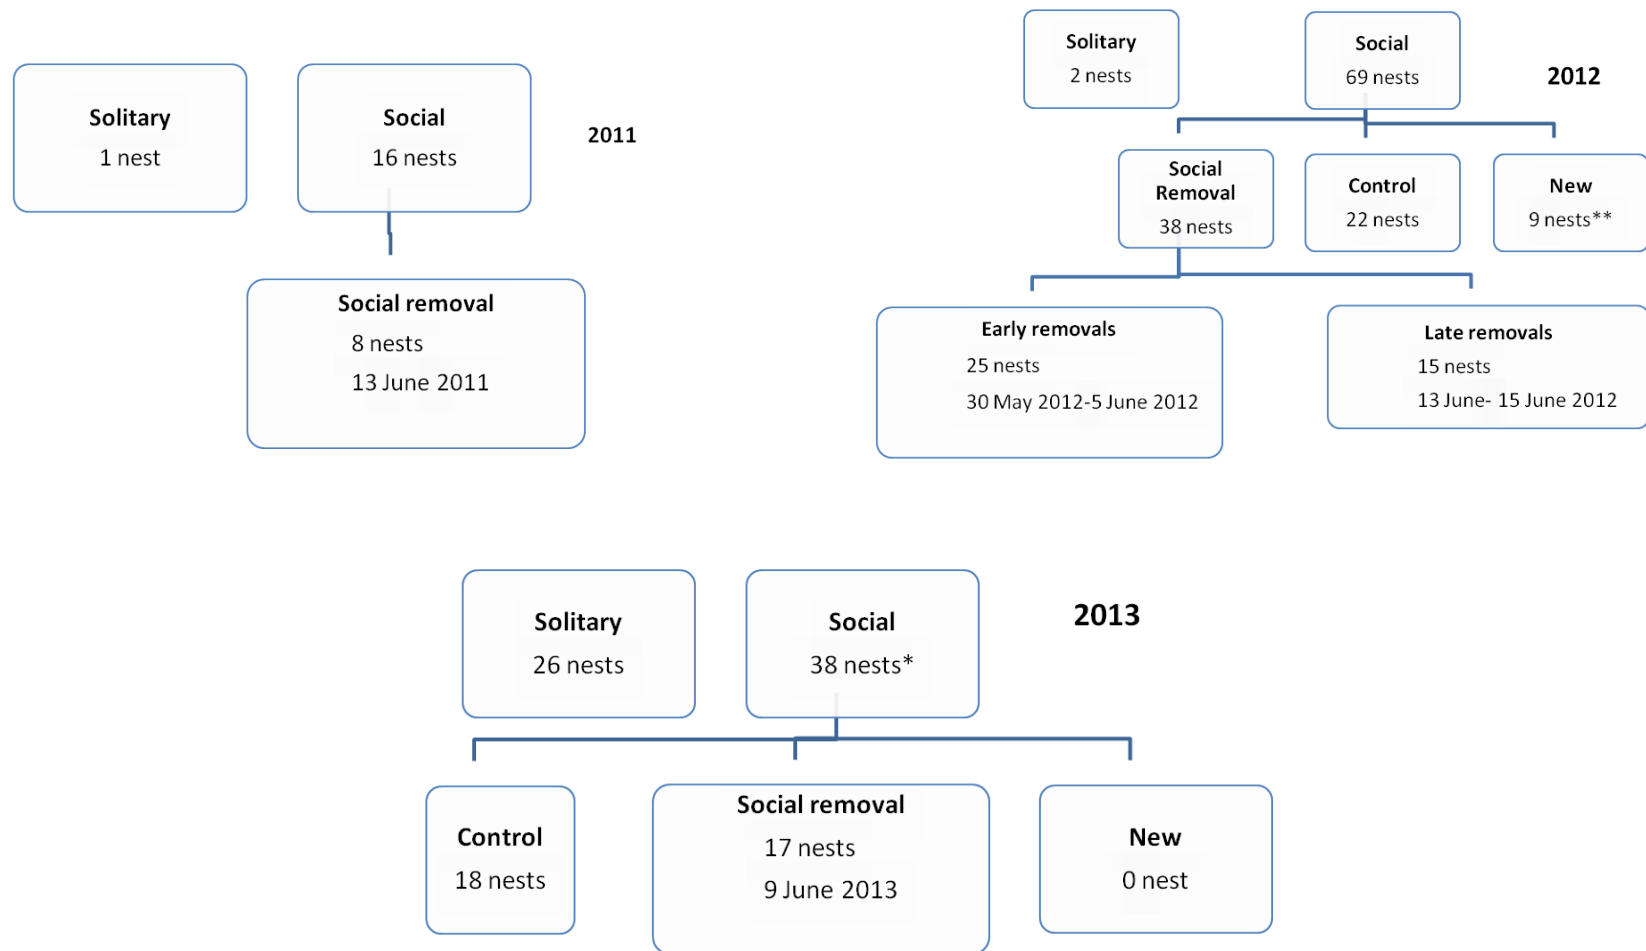 Solitary
1 nest
Social
16 nests
2011
Social removal
8 nests
13 June 2011
Solitary
2 nests
Social
69 nests
2012
Social
Removal
38 nests
Control
22 nests
New
9 nests**
Early removals
25 nests
30 May 2012-5 June 2012
Late removals
15 nests
13 June- 15 June 2012
Solitary
26 nests
Social
38 nests*
2013
Control
18 nests
Social removal
17 nests
9 June 2013
New
0 nest